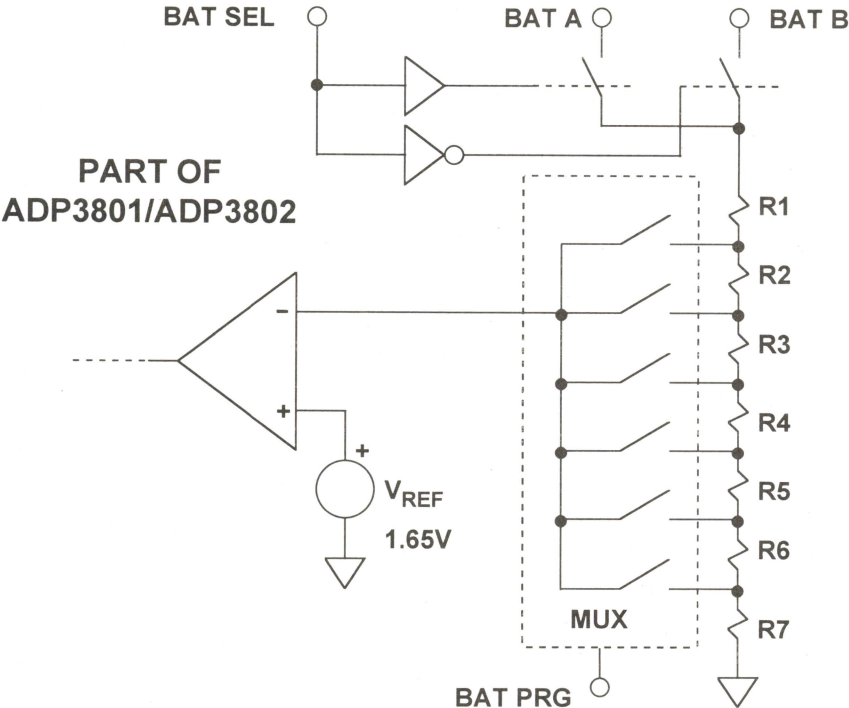 BAT SEL
BAT A
BAT B
PART OF
ADP3801/ADP3802
R1
R2
-
R3
R4
+
+
VREF
R5
1.65V
R6
MUX
R7
BAT PRG